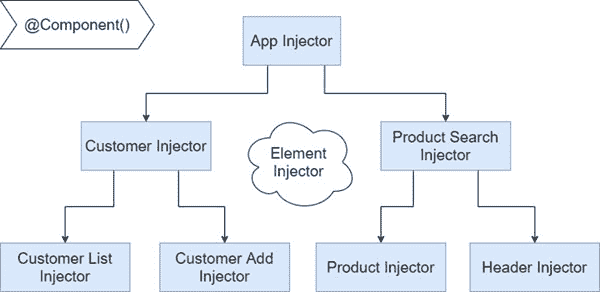 @Component()
App Injector
Customer Injector
Element
Injector
Product Search
Injector
Customer List
Injector
Customer Add
Injector
Product Injector
Header Injector